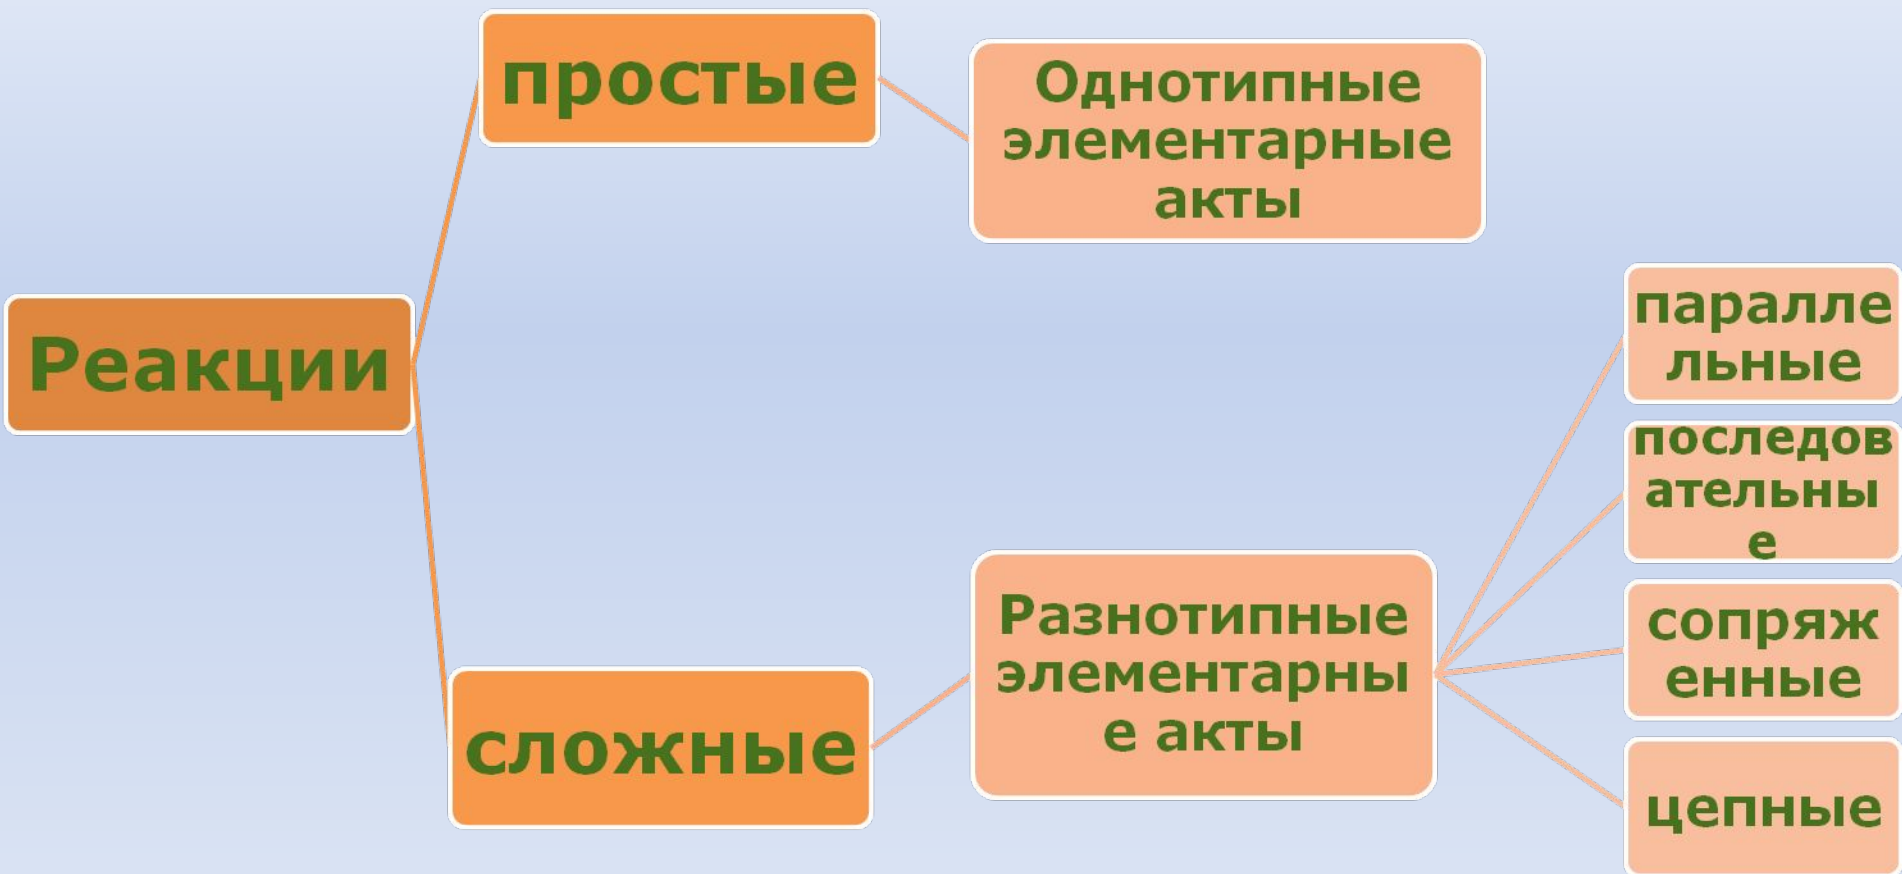 простые
Однотипные
элементарные
акты
Реакции
паралле
льные
последов
ательны
е
Разнотипные
элементарны
е акты
сопряж
енные
сложные
цепные